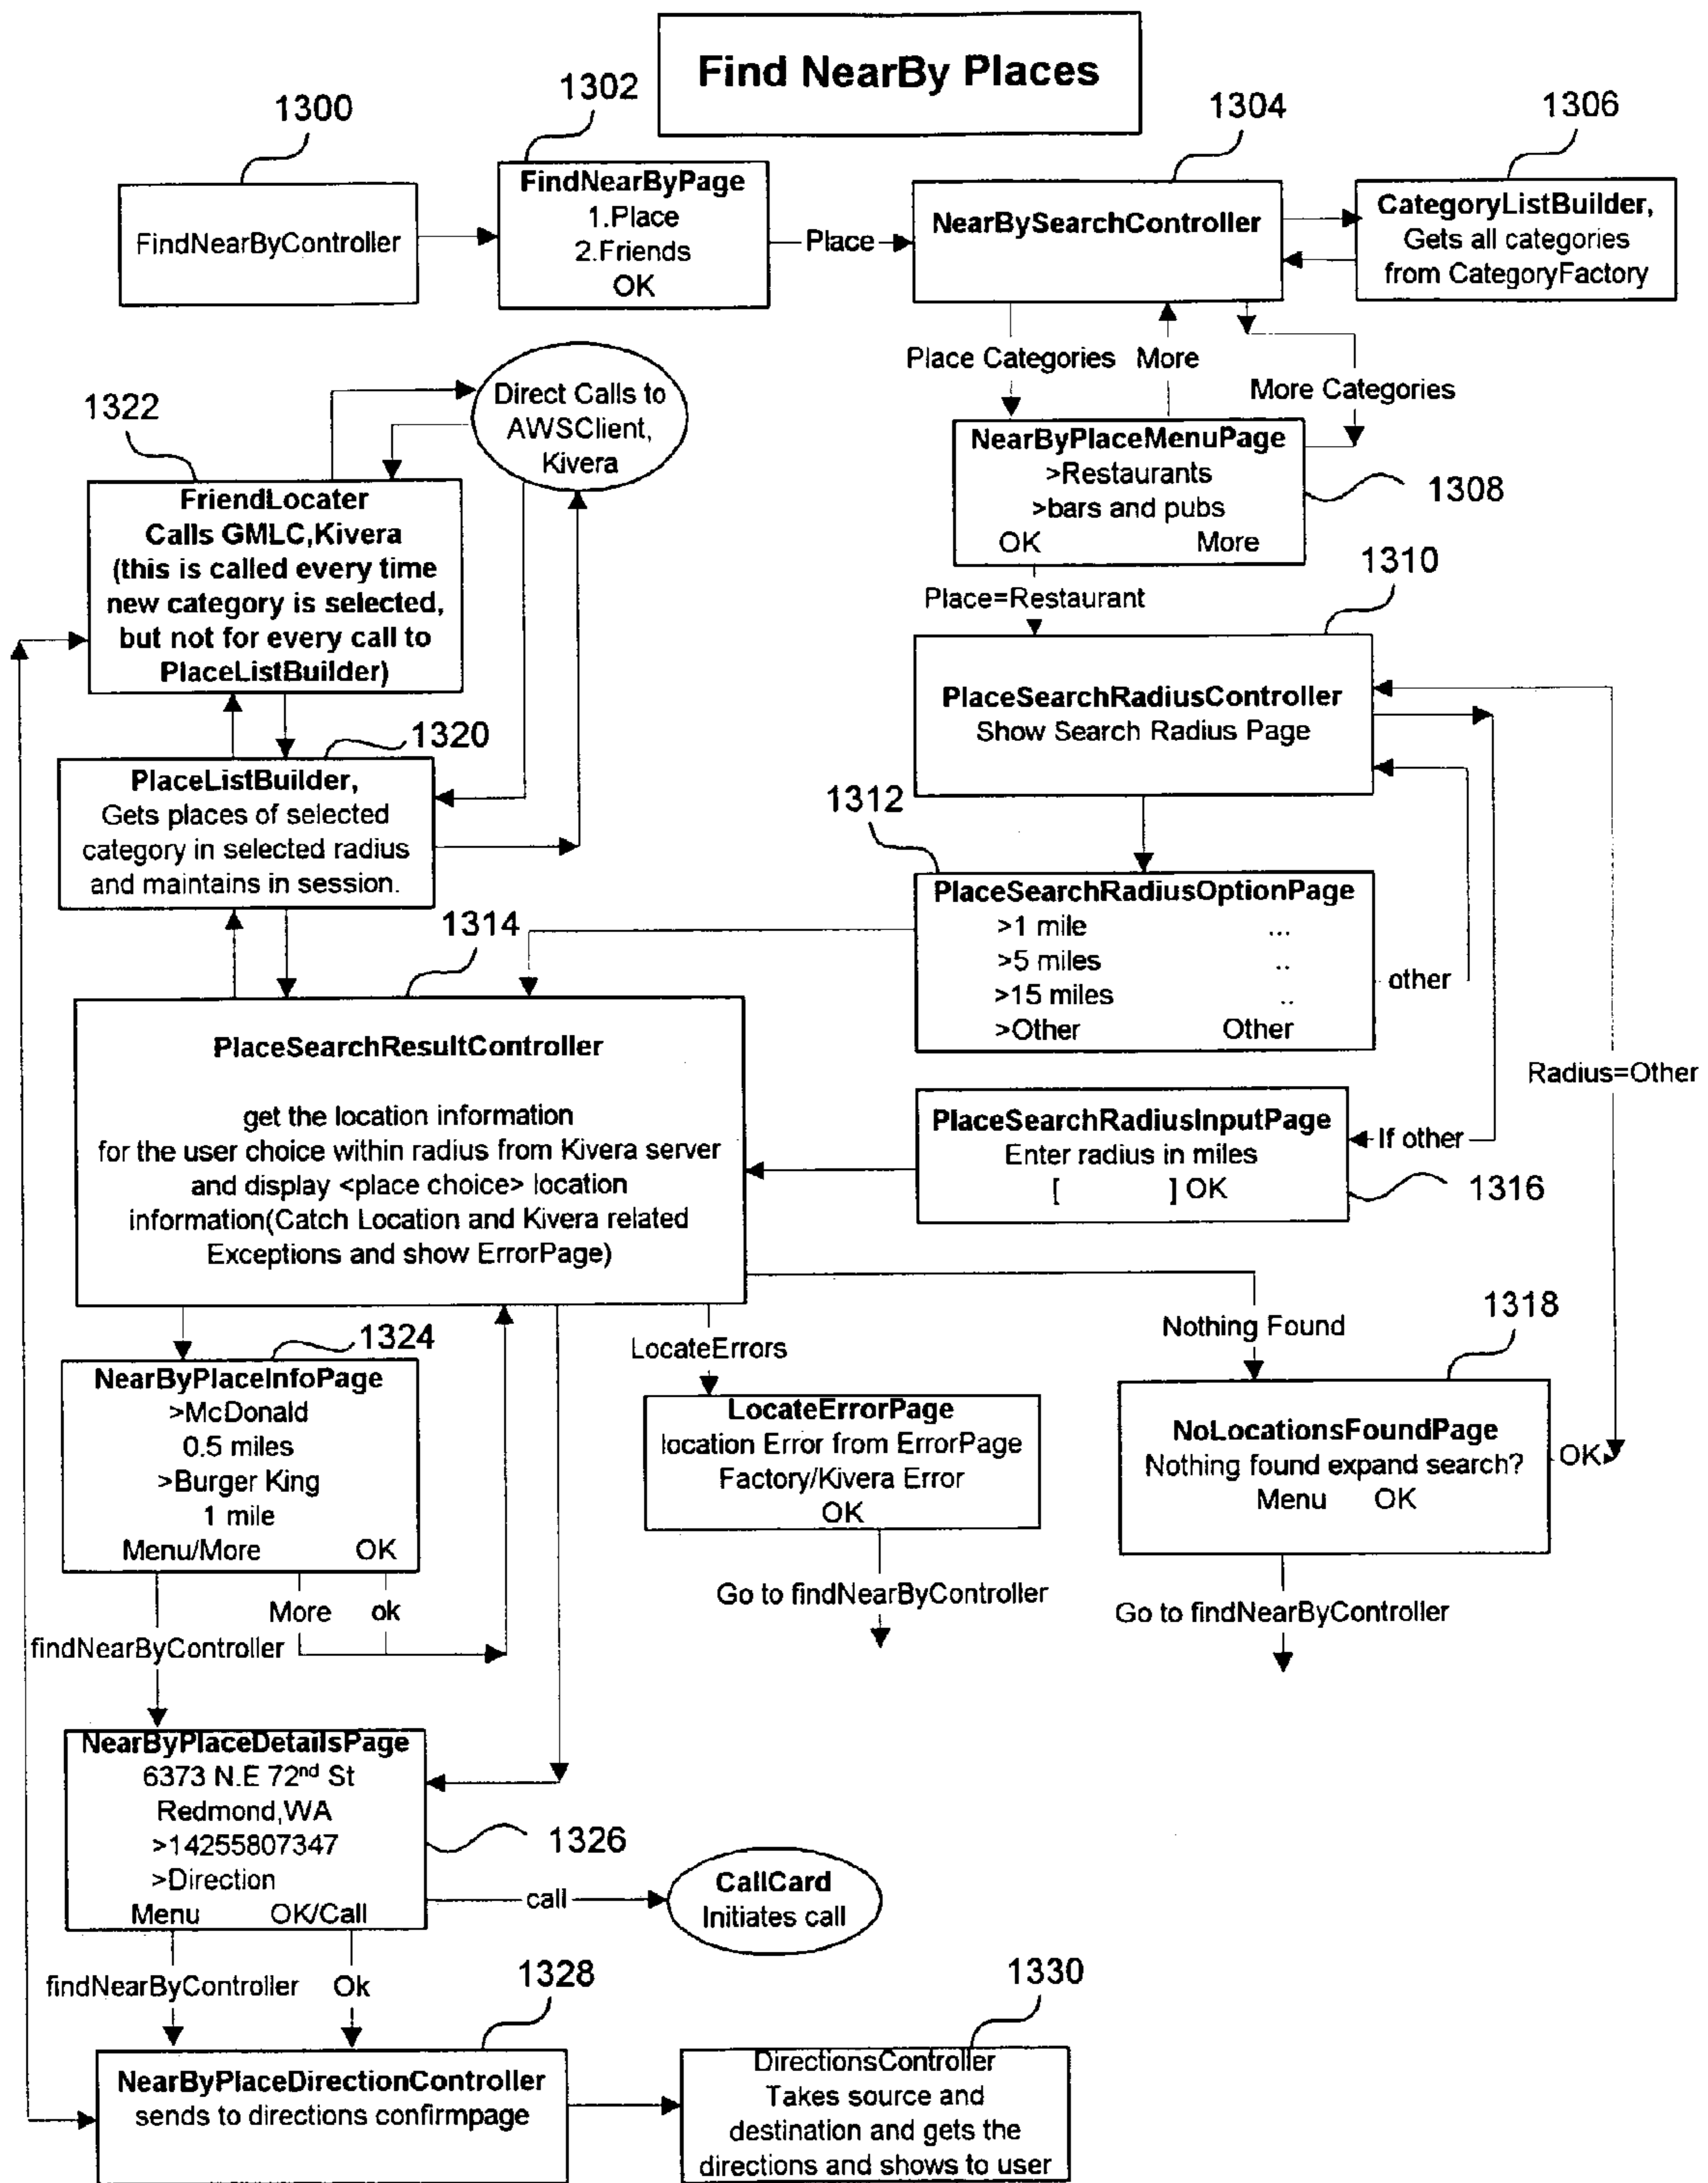 Find NearBy Places
1300
1302
1304
1306
FindNearByController
FindNearByPage
1.Place
2.Friends
OK
Place
NearBySearchController
CategoryListBuilder,
Gets all categories
from CategoryFactory
Place Categories
More
More Categories
Direct Calls to
AWSClient,
Kivera
1322
FriendLocater
Calls GMLC,Kivera
(this is called every time
new category is selected,
but not for every call to
PlaceListBuilder)
NearByPlaceMenuPage
>Restaurants
>bars and pubs
OK More
1308
Place=Restaurant
1310
PlaceSearchRadiusController
Show Search Radius Page
1320
PlaceListBuilder,
Gets places of selected
category in selected radius
and maintains in session.
1312
PlaceSearchRadiusOptionPage
>1 mile ...
>5 miles ..
>15 miles ..
>Other Other
other
Radius=Other
1314
PlaceSearchResultController
get the location information
for the user choice within radius from Kivera server
and display <place choice> location
information(Catch Location and Kivera related
Exceptions and show ErrorPage)
PlaceSearchRadiusInputPage
Enter radius in miles
[ ] OK
If other
1316
1324
NearByPlaceInfoPage
>McDonald
0.5 miles
>Burger King
1 mile
Menu/More OK
LocateErrors
Nothing Found
1318
LocateErrorPage
location Error from ErrorPage
Factory/Kivera Error
OK
NoLocationsFoundPage
Nothing found expand search?
Menu OK
OK
More ok
findNearByController
Go to findNearByController
Go to findNearByController
NearByPlaceDetailsPage
6373 N.E 72nd St
Redmond,WA
>14255807347
>Direction
Menu OK/Call
1326
call
CallCard
Initiates call
findNearByController Ok
1328
1330
NearByPlaceDirectionController
sends to directions confirmpage
DirectionsController
Takes source and
destination and gets the
directions and shows to user